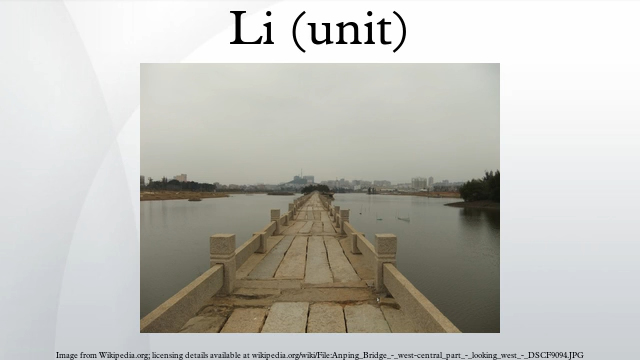 Li (unit)
Image from Wikipedia.org; licensing details available at wikipedia.org/wiki/File:Anping_Bridge_-_west-central_part_-_looking_west_-_DSCF9094.JPG